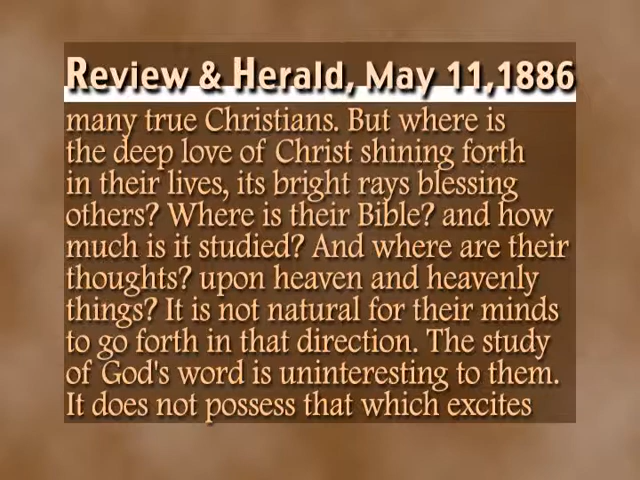 Review & Herald, May 11,1886
many true Christians. But where is
the deep love of Christ shining forth
in their lives, its bright rays blessing
others? Where is their Bible? and how
much is it studied? And where are their
thoughts? upon heaven and heavenly
things? It is not natural for their minds
to go forth in that direction. The study
of God's word is uninteresting to them.
It does not possess that which excites